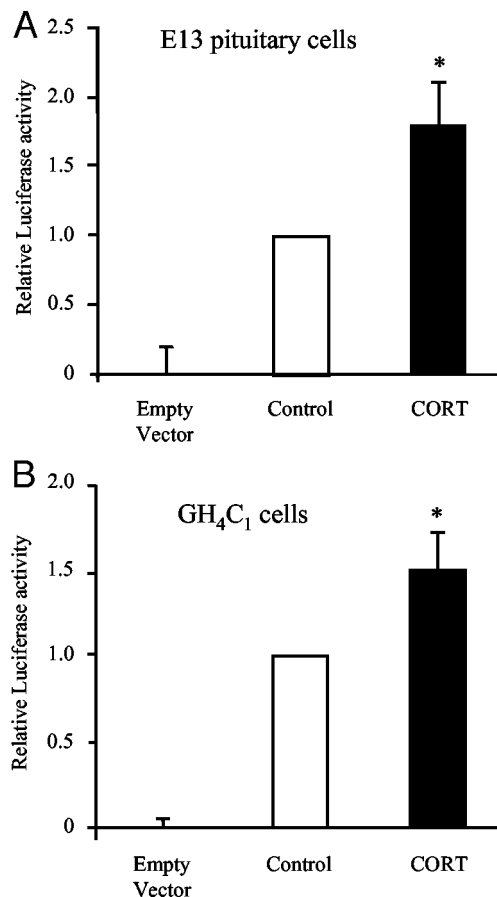 A
E13 pituitary cells
Relative Luciferase activity
2.5
2.0
1.5
1.0
0.5
0
*
Empty Vector
Control
CORT
B
GH4C1 cells
Relative Luciferase activity
2.0
1.5
1.0
0.5
0
*
Empty Vector
Control
CORT